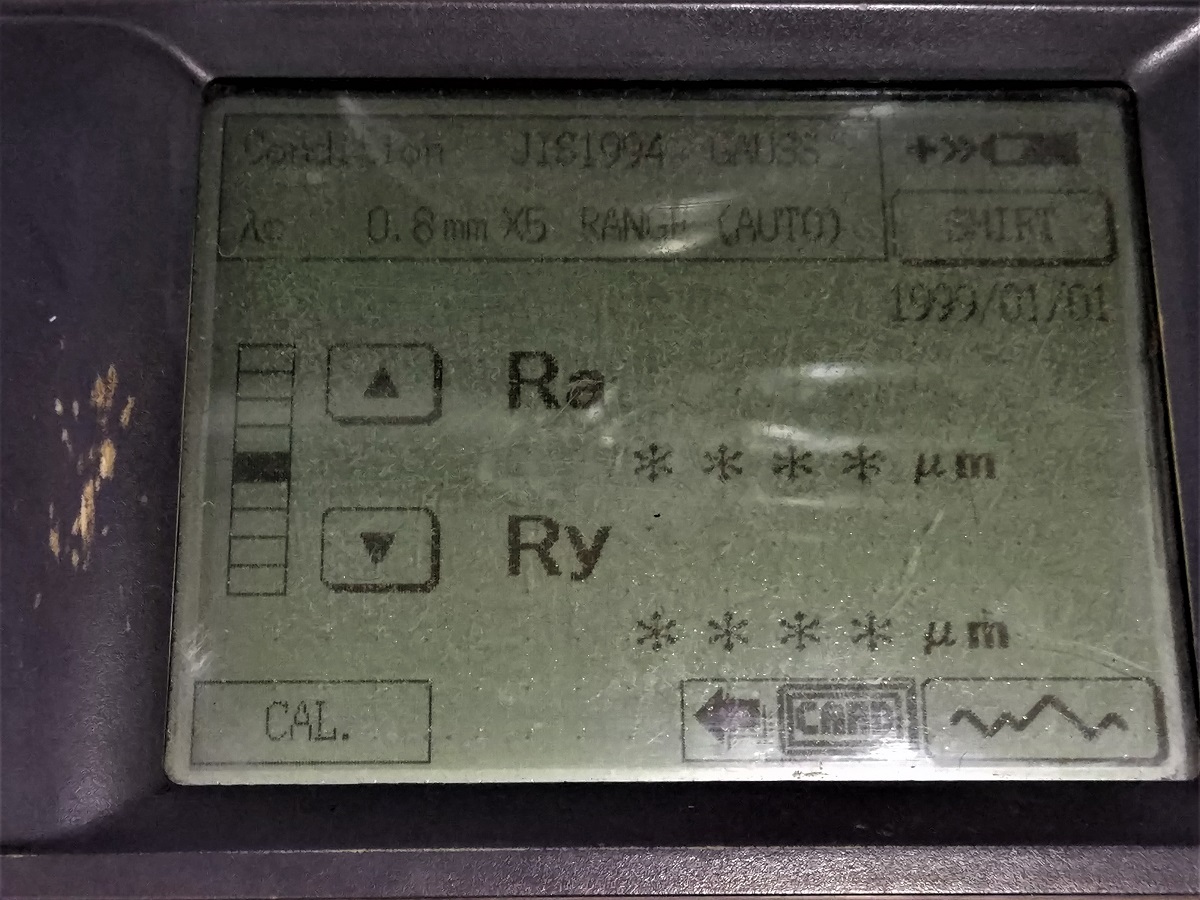 Condition JIS1994 GAUSS
λc 0.8mm X5 RANGE (AUTO)
SHIFT
1999/01/01
▲ Ra
＊＊＊＊ μm
▼ Ry
＊＊＊＊ μm
CAL. CARD